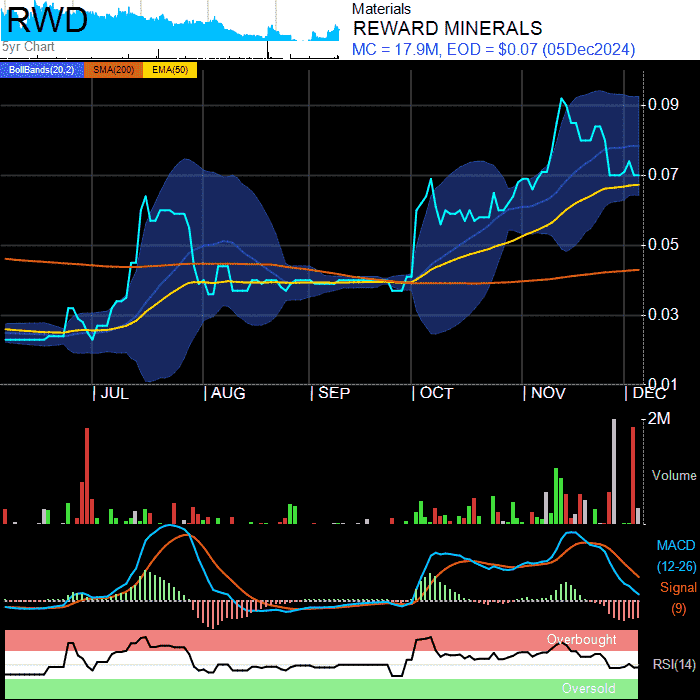 RWD
5yr Chart
Materials
REWARD MINERALS
MC = 17.9M, EOD = $0.07 (05Dec2024)
BollBands(20,2) SMA(200) EMA(50)
0.09
0.07
0.05
0.03
0.01
JUL AUG SEP OCT NOV DEC
2M
Volume
MACD
(12-26)
Signal
(9)
Overbought
RSI(14)
Oversold